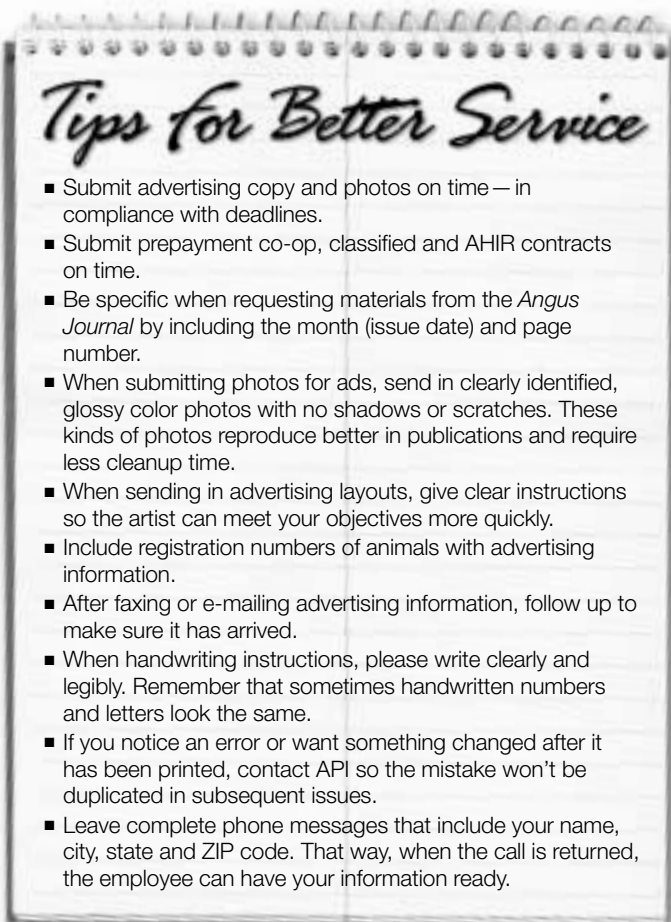 Tips for Better Service
■ Submit advertising copy and photos on time — in
compliance with deadlines.
■ Submit prepayment co-op, classified and AHIR contracts
on time.
■ Be specific when requesting materials from the Angus
Journal by including the month (issue date) and page
number.
■ When submitting photos for ads, send in clearly identified,
glossy color photos with no shadows or scratches. These
kinds of photos reproduce better in publications and require
less cleanup time.
■ When sending in advertising layouts, give clear instructions
so the artist can meet your objectives more quickly.
■ Include registration numbers of animals with advertising
information.
■ After faxing or e-mailing advertising information, follow up to
make sure it has arrived.
■ When handwriting instructions, please write clearly and
legibly. Remember that sometimes handwritten numbers
and letters look the same.
■ If you notice an error or want something changed after it
has been printed, contact API so the mistake won’t be
duplicated in subsequent issues.
■ Leave complete phone messages that include your name,
city, state and ZIP code. That way, when the call is returned,
the employee can have your information ready.